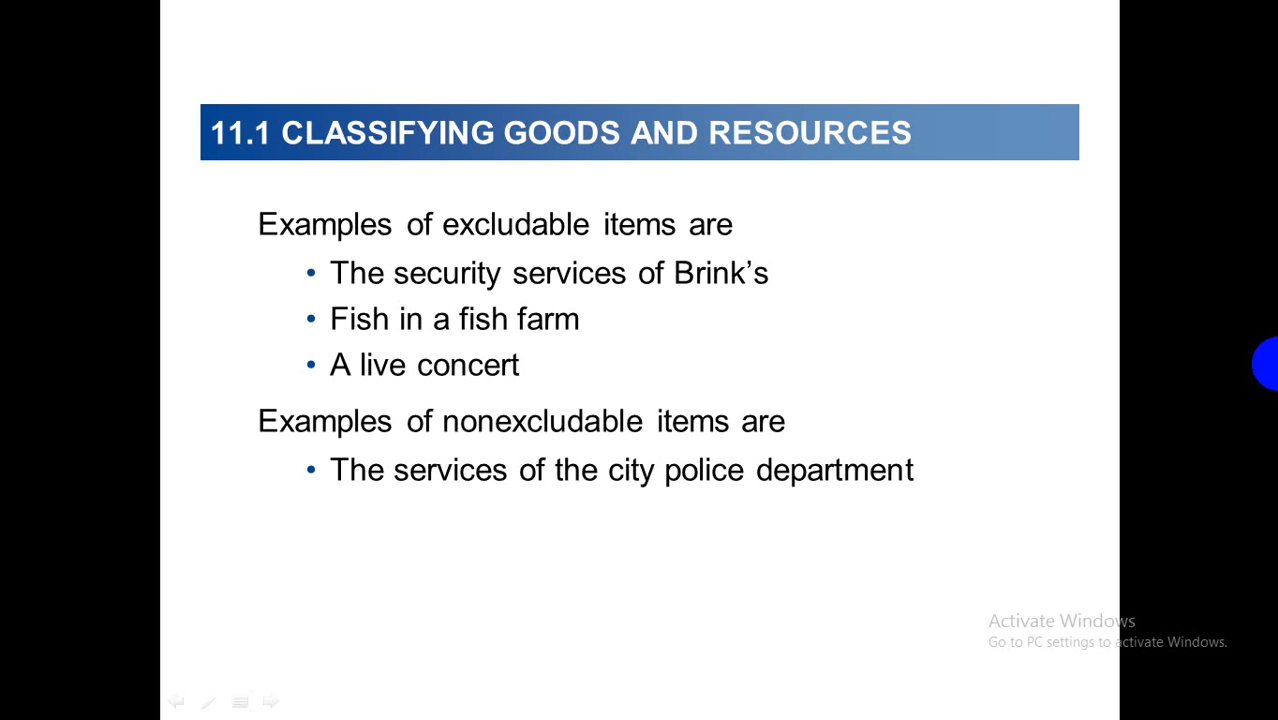 11.1 CLASSIFYING GOODS AND RESOURCES
Examples of excludable items are
• The security services of Brink’s
• Fish in a fish farm
• A live concert
Examples of nonexcludable items are
• The services of the city police department
Activate Windows
Go to PC settings to activate Windows.